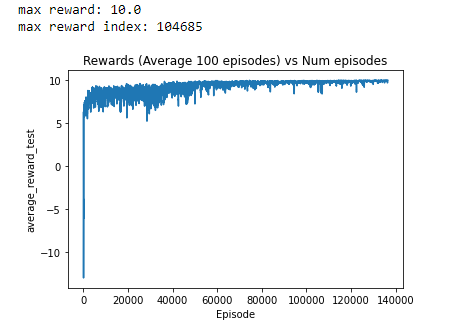 max reward: 10.0
max reward index: 104685
Rewards (Average 100 episodes) vs Num episodes
10
5
0
−5
−10
average_reward_test
0 20000 40000 60000 80000 100000 120000 140000
Episode